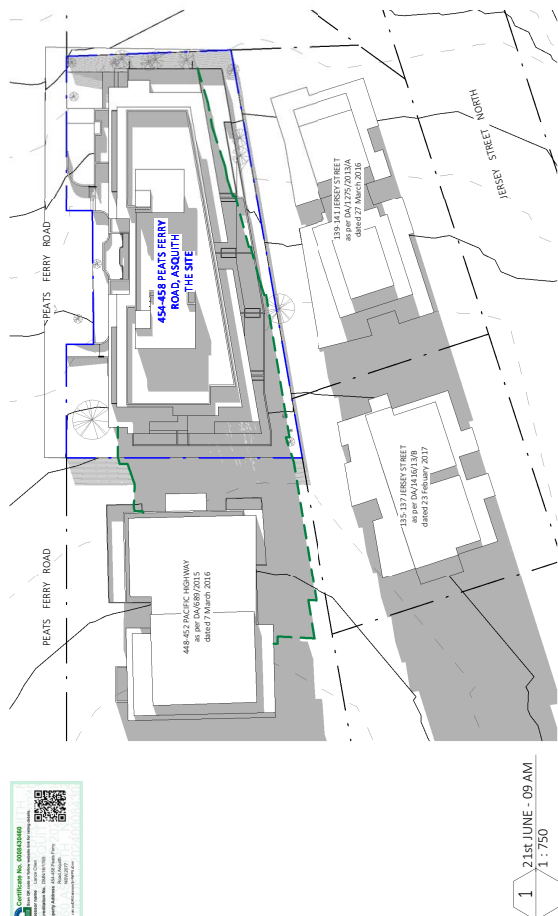 PEATS FERRY ROAD
454-458 PEATS FERRY
ROAD, ASQUITH
THE SITE
139-141 JERSEY STREET
as per DA/1275/2013/A
dated 27 March 2016
JERSEY STREET NORTH
PEATS FERRY ROAD
448-452 PACIFIC HIGHWAY
as per DA/689/2015
dated 7 March 2016
135-137 JERSEY STREET
as per DA/1416/13/B
dated 23 Febuary 2017
Certificate No. 0008430460
1
21st JUNE - 09 AM
1 : 750